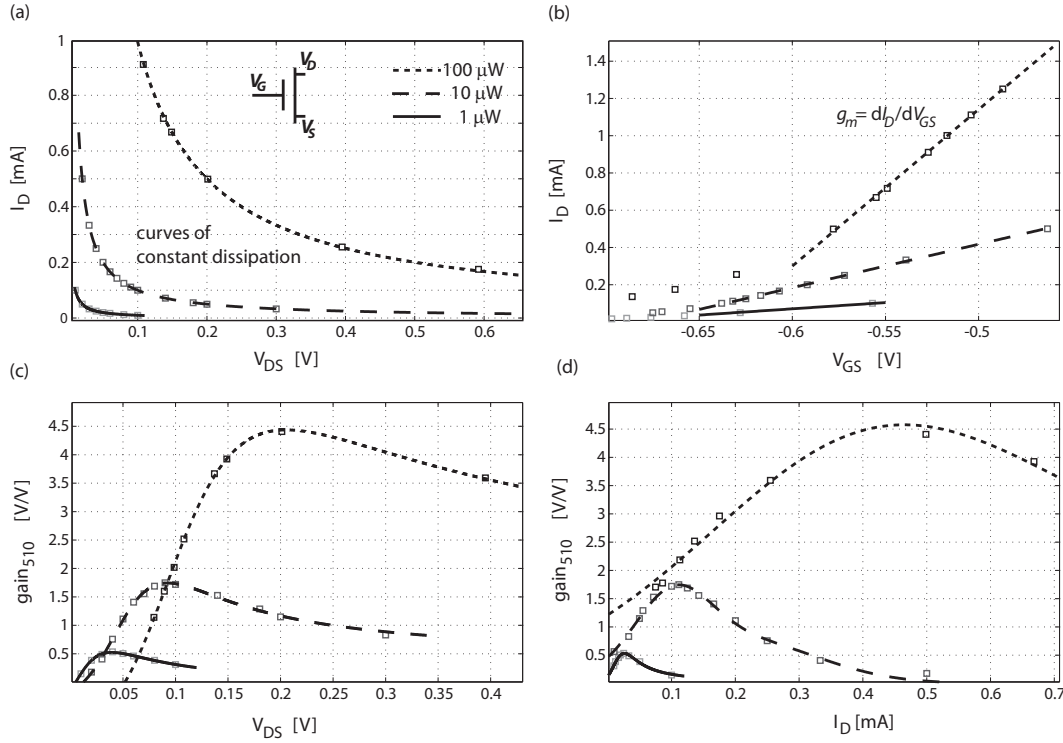 (a)
1
0.8
0.6
0.4
0.2
0
I_D [mA]
V_D
V_G
V_S
100 µW
10 µW
1 µW
curves of
constant dissipation
0.1 0.2 0.3 0.4 0.5 0.6
V_DS [V]
(b)
1.4
1.2
1
0.8
0.6
0.4
0.2
I_D [mA]
g_m= dI_D/dV_GS
-0.65 -0.6 -0.55 -0.5
V_GS [V]
(c)
4.5
4
3.5
3
2.5
2
1.5
1
0.5
gain_510 [V/V]
0.05 0.1 0.15 0.2 0.25 0.3 0.35 0.4
V_DS [V]
(d)
4.5
4
3.5
3
2.5
2
1.5
1
0.5
gain_510 [V/V]
0.1 0.2 0.3 0.4 0.5 0.6 0.7
I_D [mA]